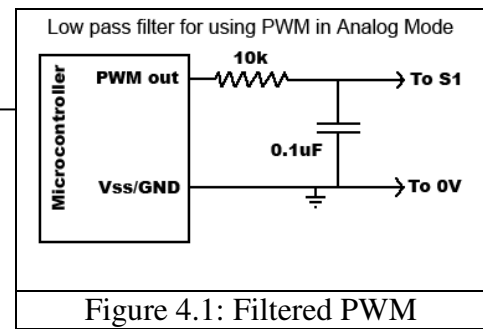 Low pass filter for using PWM in Analog Mode
Microcontroller
PWM out
10k
To S1
0.1uF
Vss/GND
To 0V
Figure 4.1: Filtered PWM